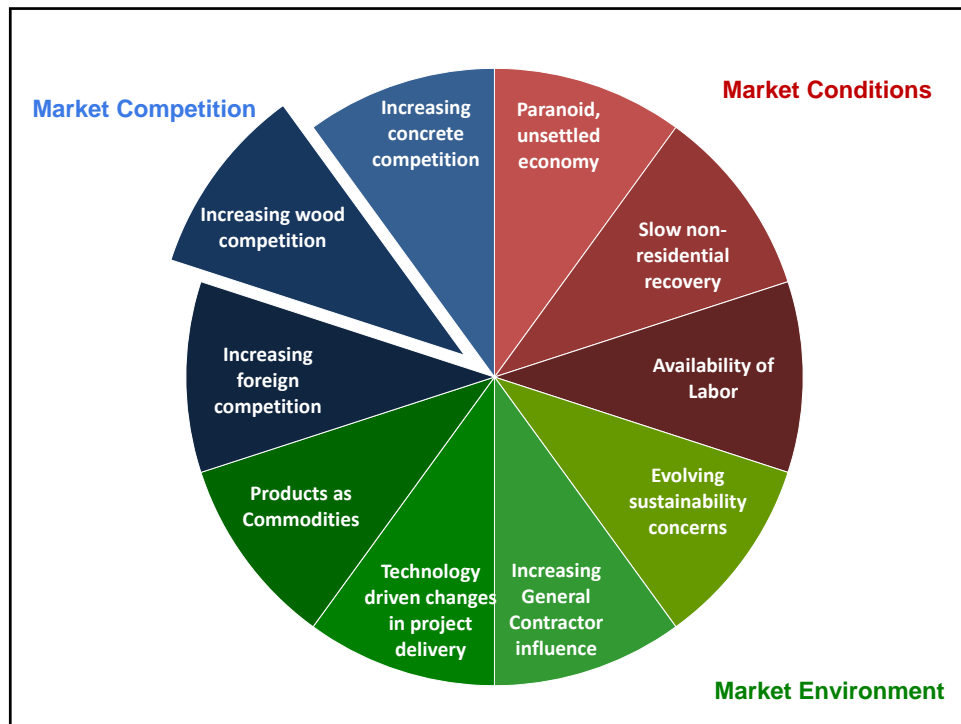 Market Competition
Market Conditions
Increasing
concrete
competition
Paranoid,
unsettled
economy
Increasing wood
competition
Slow non-
residential
recovery
Increasing
foreign
competition
Availability of
Labor
Products as
Commodities
Evolving
sustainability
concerns
Technology
driven changes
in project
delivery
Increasing
General
Contractor
influence
Market Environment